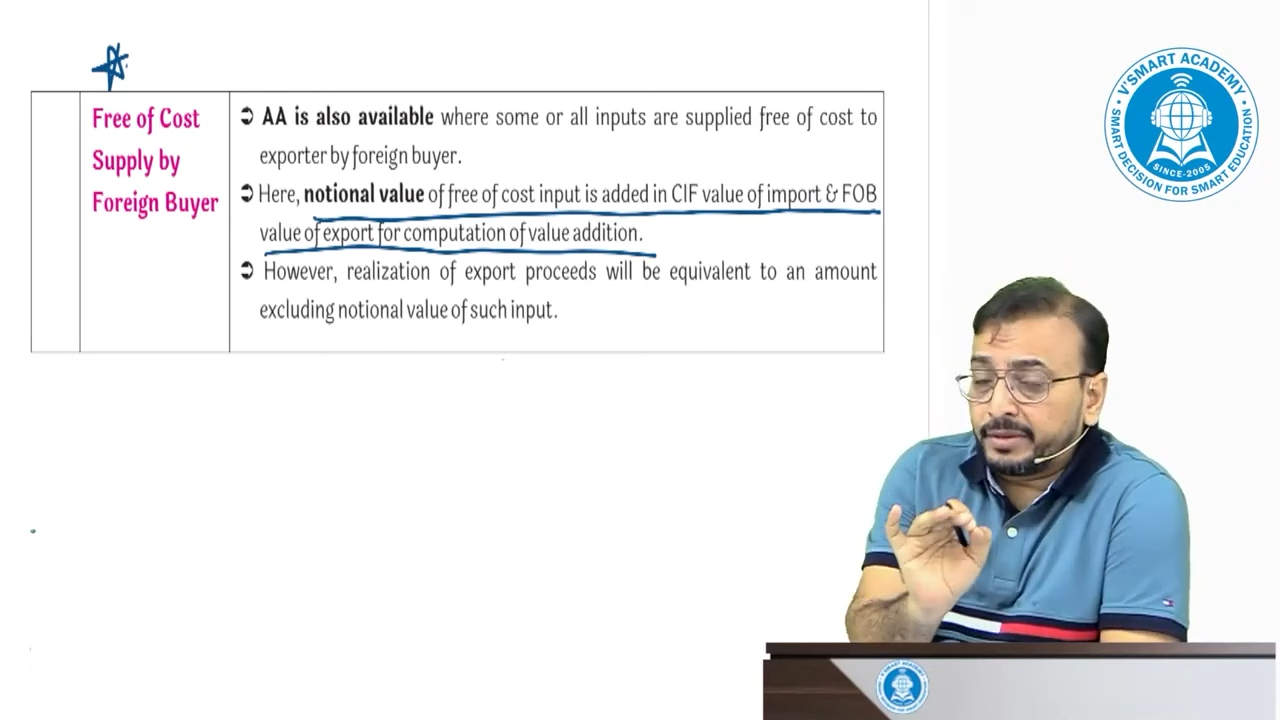 Free of Cost
Supply by
Foreign Buyer
➲ AA is also available where some or all inputs are supplied free of cost to
exporter by foreign buyer.
➲ Here, notional value of free of cost input is added in CIF value of import & FOB
value of export for computation of value addition.
➲ However, realization of export proceeds will be equivalent to an amount
excluding notional value of such input.
V'SMART ACADEMY
SINCE-2005
SMART DECISION FOR SMART EDUCATION